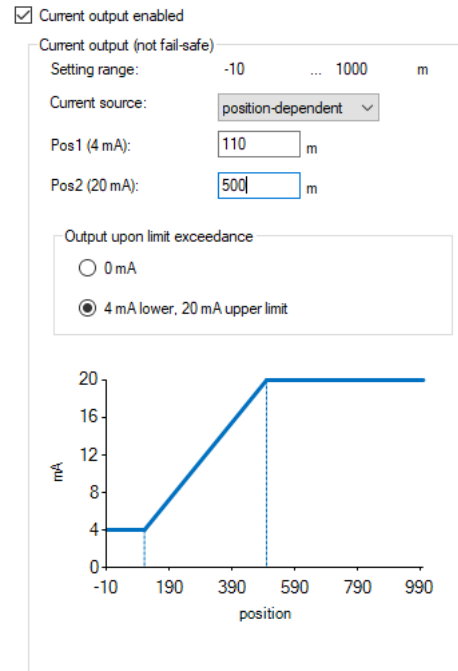 Current output enabled
Current output (not fail-safe)
Setting range: -10 ... 1000 m
Current source: position-dependent
Pos1 (4 mA): 110 m
Pos2 (20 mA): 500 m
Output upon limit exceedance
0 mA
4 mA lower, 20 mA upper limit
20
16
12
mA
8
4
0
-10 190 390 590 790 990
position